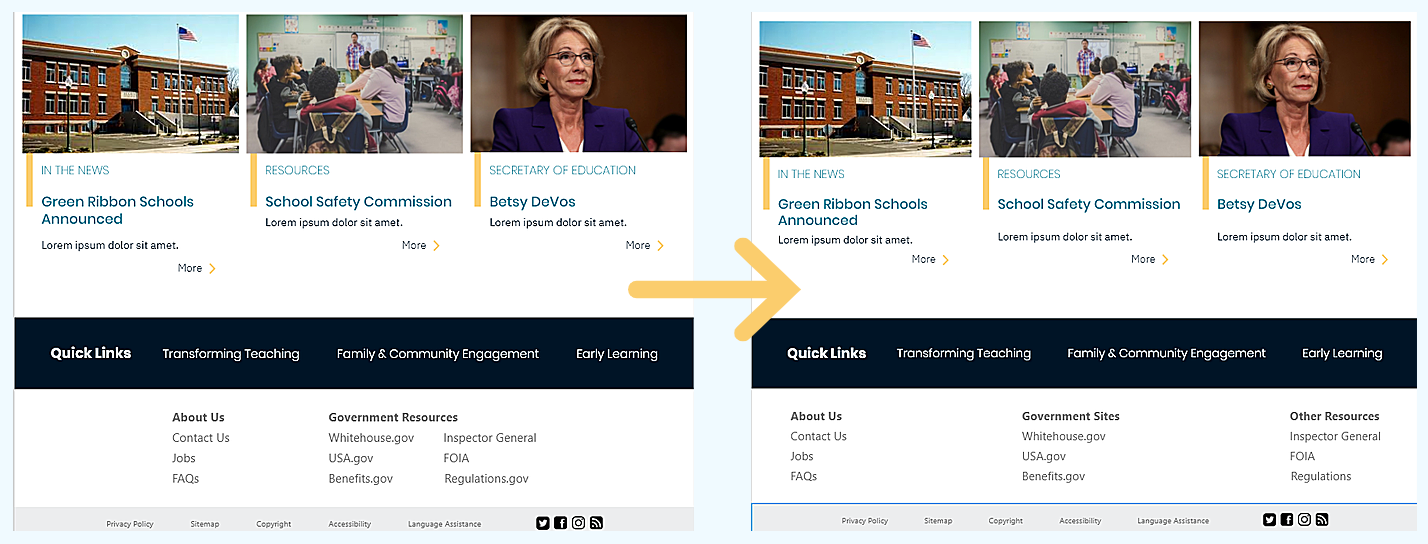 IN THE NEWS
Green Ribbon Schools
Announced
Lorem ipsum dolor sit amet.
More
RESOURCES
School Safety Commission
Lorem ipsum dolor sit amet.
More
SECRETARY OF EDUCATION
Betsy DeVos
Lorem ipsum dolor sit amet.
More
Quick Links Transforming Teaching Family & Community Engagement Early Learning
About Us
Contact Us
Jobs
FAQs
Government Resources
Whitehouse.gov Inspector General
USA.gov FOIA
Benefits.gov Regulations.gov
Privacy Policy Sitemap Copyright Accessibility Language Assistance
IN THE NEWS
Green Ribbon Schools
Announced
Lorem ipsum dolor sit amet.
More
RESOURCES
School Safety Commission
Lorem ipsum dolor sit amet.
More
SECRETARY OF EDUCATION
Betsy DeVos
Lorem ipsum dolor sit amet.
More
Quick Links Transforming Teaching Family & Community Engagement Early Learning
About Us
Contact Us
Jobs
FAQs
Government Sites
Whitehouse.gov
USA.gov
Benefits.gov
Other Resources
Inspector General
FOIA
Regulations
Privacy Policy Sitemap Copyright Accessibility Language Assistance